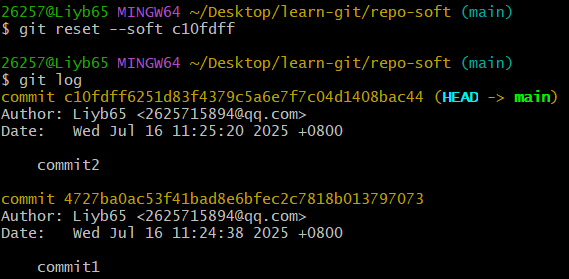 26257@Liyb65 MINGW64 ~/Desktop/learn-git/repo-soft (main)
$ git reset --soft c10fdff
26257@Liyb65 MINGW64 ~/Desktop/learn-git/repo-soft (main)
$ git log
commit c10fdff6251d83f4379c5a6e7f7c04d1408bac44 (HEAD -> main)
Author: Liyb65 <2625715894@qq.com>
Date:   Wed Jul 16 11:25:20 2025 +0800
    commit2
commit 4727ba0ac53f41bad8e6bfec2c7818b013797073
Author: Liyb65 <2625715894@qq.com>
Date:   Wed Jul 16 11:24:38 2025 +0800
    commit1